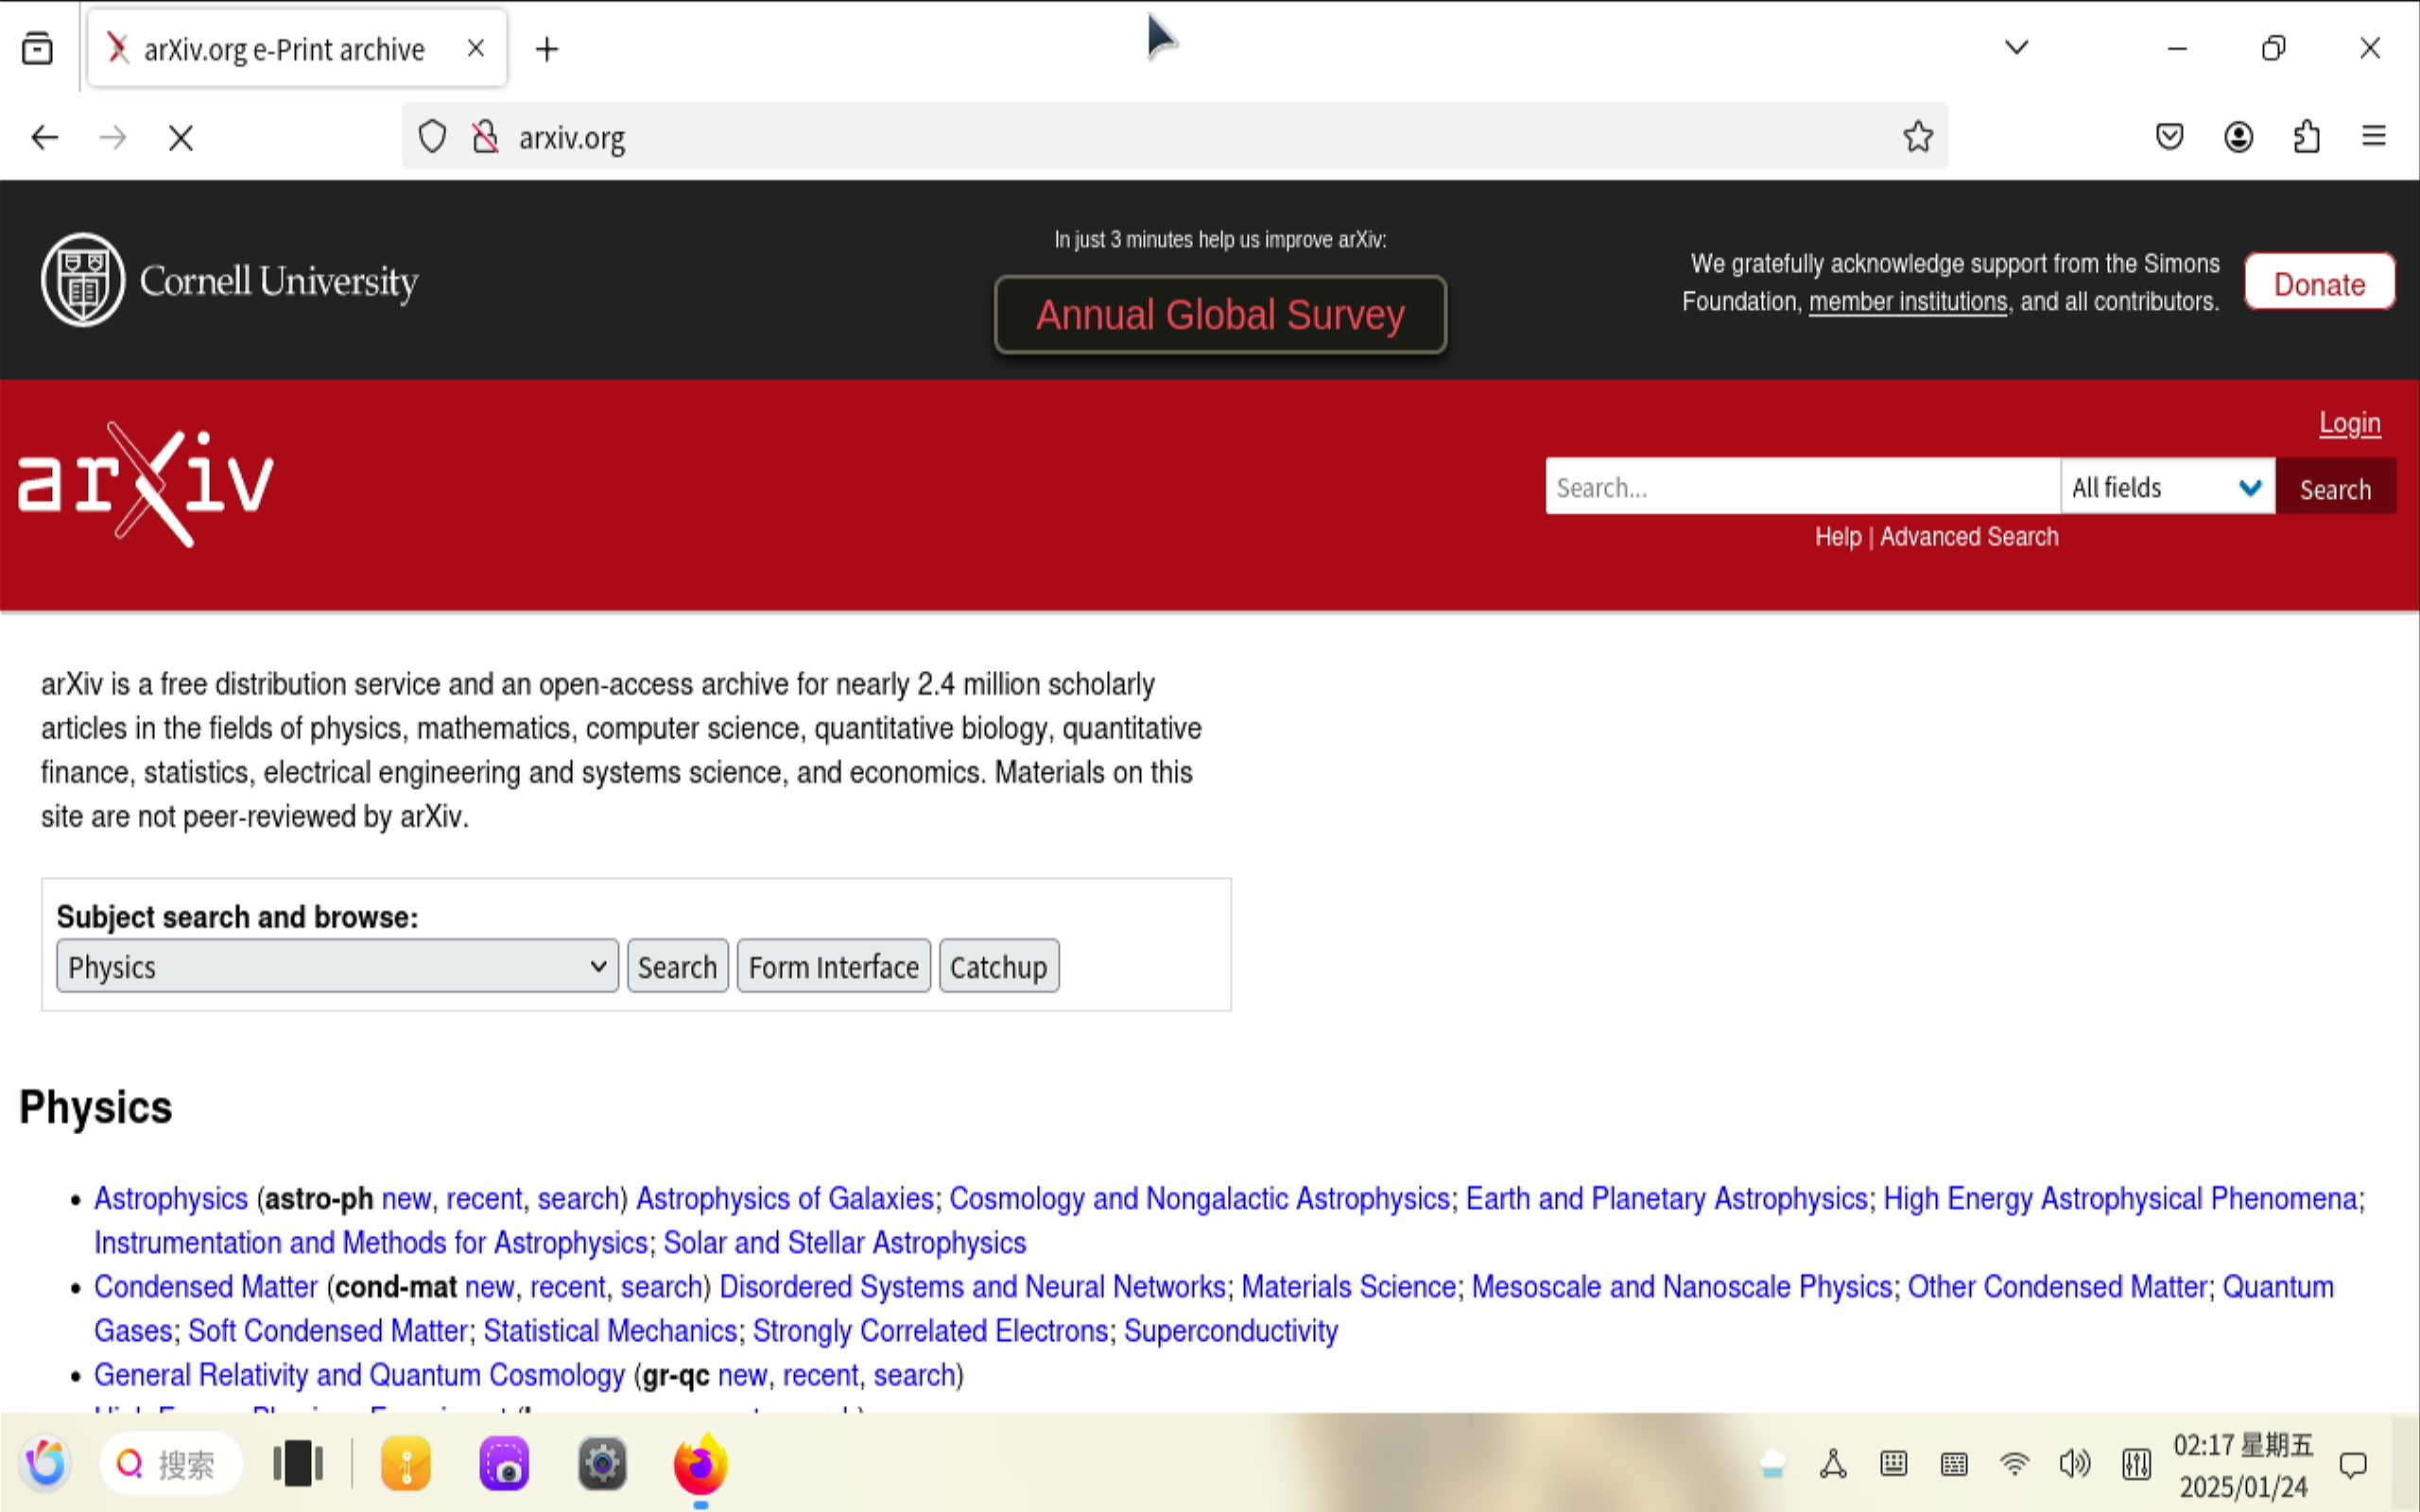 arXiv.org e-Print archive
arxiv.org
Cornell University
In just 3 minutes help us improve arXiv:
Annual Global Survey
We gratefully acknowledge support from the Simons
Foundation, member institutions, and all contributors.
Donate
arXiv
Login
Search...
All fields
Search
Help | Advanced Search
arXiv is a free distribution service and an open-access archive for nearly 2.4 million scholarly
articles in the fields of physics, mathematics, computer science, quantitative biology, quantitative
finance, statistics, electrical engineering and systems science, and economics. Materials on this
site are not peer-reviewed by arXiv.
Subject search and browse:
Physics Search Form Interface Catchup
Physics
• Astrophysics (astro-ph new, recent, search) Astrophysics of Galaxies; Cosmology and Nongalactic Astrophysics; Earth and Planetary Astrophysics; High Energy Astrophysical Phenomena;
Instrumentation and Methods for Astrophysics; Solar and Stellar Astrophysics
• Condensed Matter (cond-mat new, recent, search) Disordered Systems and Neural Networks; Materials Science; Mesoscale and Nanoscale Physics; Other Condensed Matter; Quantum
Gases; Soft Condensed Matter; Statistical Mechanics; Strongly Correlated Electrons; Superconductivity
• General Relativity and Quantum Cosmology (gr-qc new, recent, search)
搜索
02:17 星期五
2025/01/24